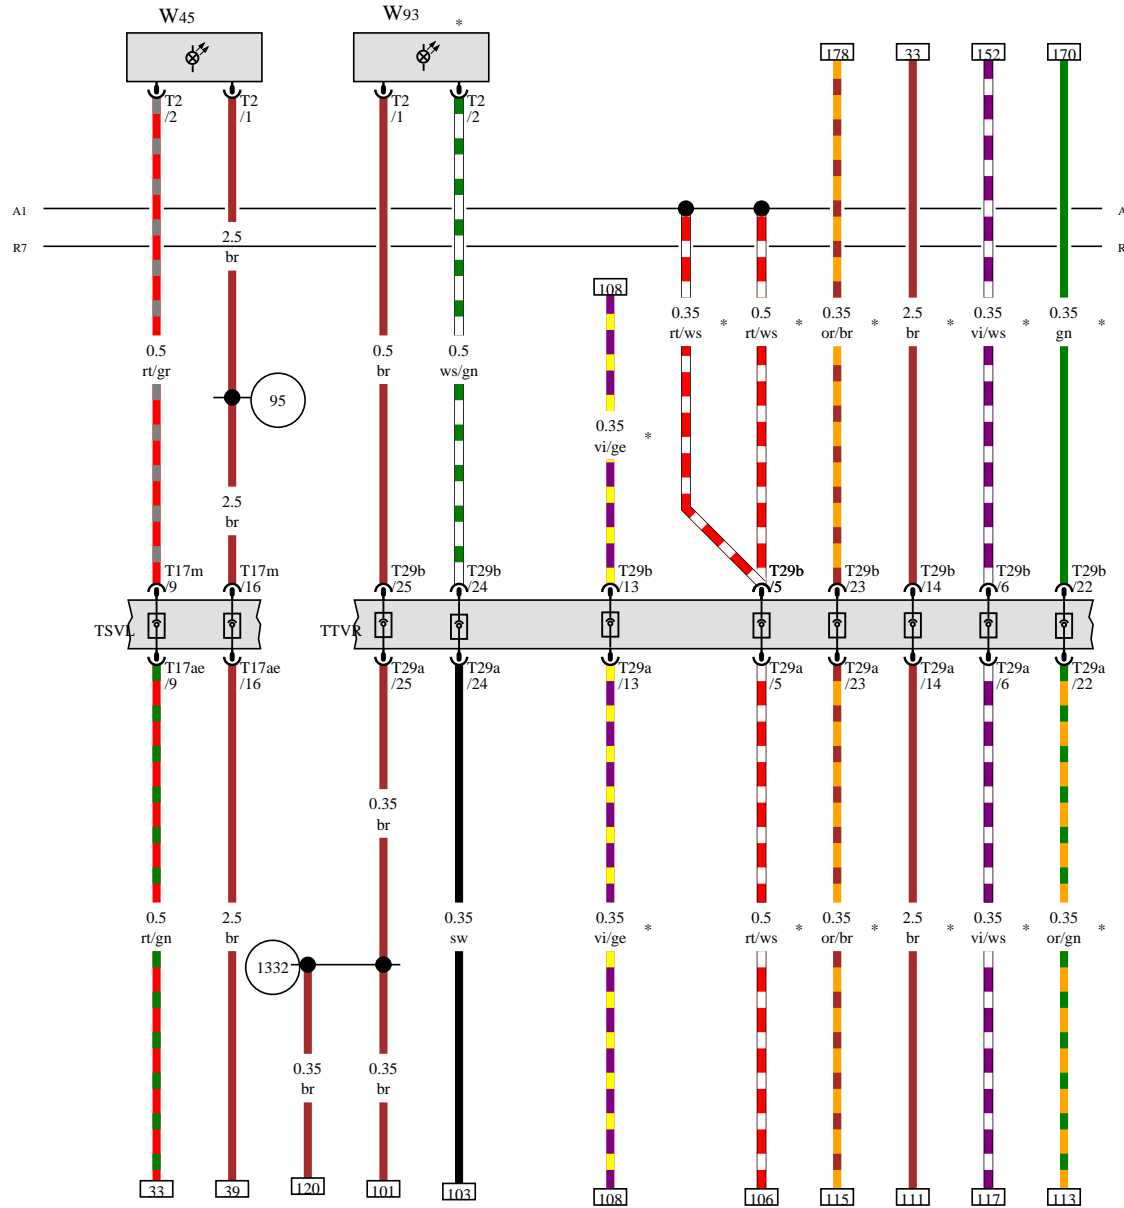 W45
W93
*
178
33
152
170
T2
/2
T2
/1
T2
/1
T2
/2
A1
A
R7
R
2.5
br
108
0.35
rt/ws
*
0.5
rt/ws
*
0.35
or/br
*
2.5
br
*
0.35
vi/ws
*
0.35
gn
*
0.5
rt/gr
0.5
br
0.5
ws/gn
95
0.35
vi/ge
*
2.5
br
T17m
/9
T17m
/16
T29b
/25
T29b
/24
T29b
/13
T29b
/5
T29b
/23
T29b
/14
T29b
/6
T29b
/22
TSVL
TTVR
T17ae
/9
T17ae
/16
T29a
/25
T29a
/24
T29a
/13
T29a
/5
T29a
/23
T29a
/14
T29a
/6
T29a
/22
0.35
br
0.5
rt/gn
2.5
br
0.35
sw
0.35
vi/ge
*
0.5
rt/ws
*
0.35
or/br
*
2.5
br
*
0.35
vi/ws
*
0.35
or/gn
*
1332
0.35
br
0.35
br
33
39
120
101
103
108
106
115
111
117
113